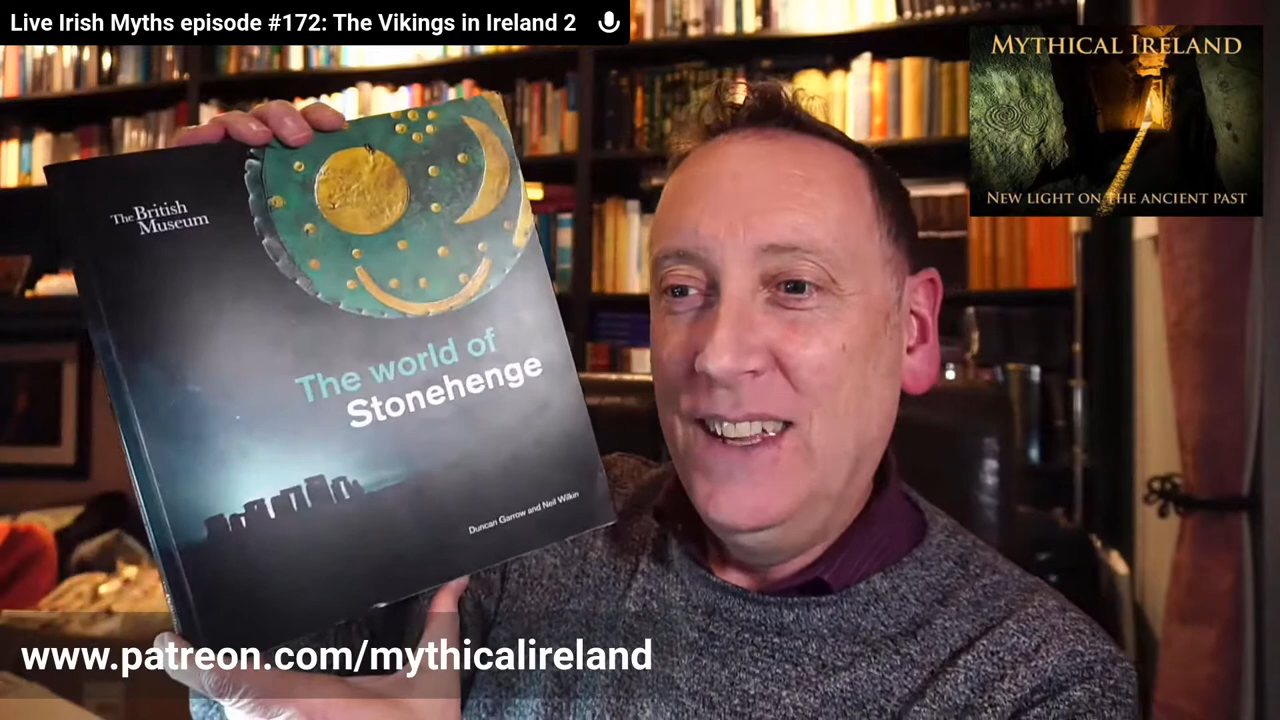 Live Irish Myths episode #172: The Vikings in Ireland 2
MYTHICAL IRELAND
NEW LIGHT ON THE ANCIENT PAST
The British
Museum
The world of
Stonehenge
Duncan Garrow and Neil Wilkin
www.patreon.com/mythicalireland